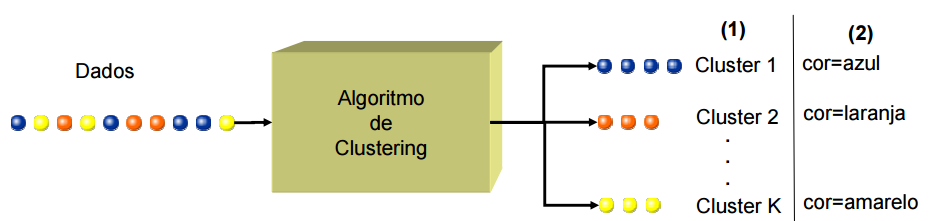 Dados
Algoritmo
de
Clustering
(1)
(2)
Cluster 1
cor=azul
Cluster 2
cor=laranja
.
.
.
Cluster K
cor=amarelo